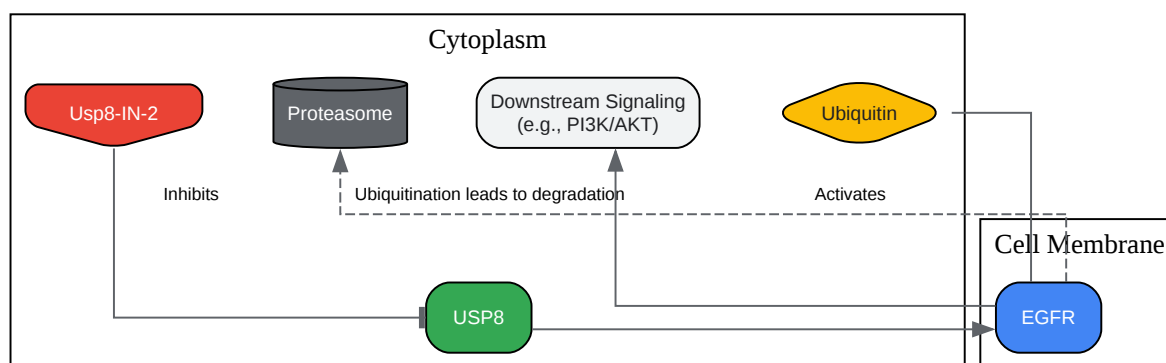 Cytoplasm
Usp8-IN-2
Proteasome
Downstream Signaling
(e.g., PI3K/AKT)
Ubiquitin
Inhibits
Ubiquitination leads to degradation
Activates
Cell Membrane
USP8
EGFR